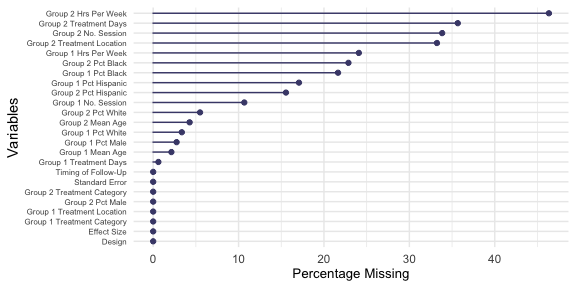 Group 2 Hrs Per Week
Group 2 Treatment Days
Group 2 No. Session
Group 2 Treatment Location
Group 1 Hrs Per Week
Group 2 Pct Black
Group 1 Pct Black
Group 1 Pct Hispanic
Group 2 Pct Hispanic
Group 1 No. Session
Group 2 Pct White
Group 2 Mean Age
Group 1 Pct White
Group 1 Pct Male
Group 1 Mean Age
Group 1 Treatment Days
Timing of Follow-Up
Standard Error
Group 2 Treatment Category
Group 2 Pct Male
Group 1 Treatment Location
Group 1 Treatment Category
Effect Size
Design
Variables
0 10 20 30 40
Percentage Missing